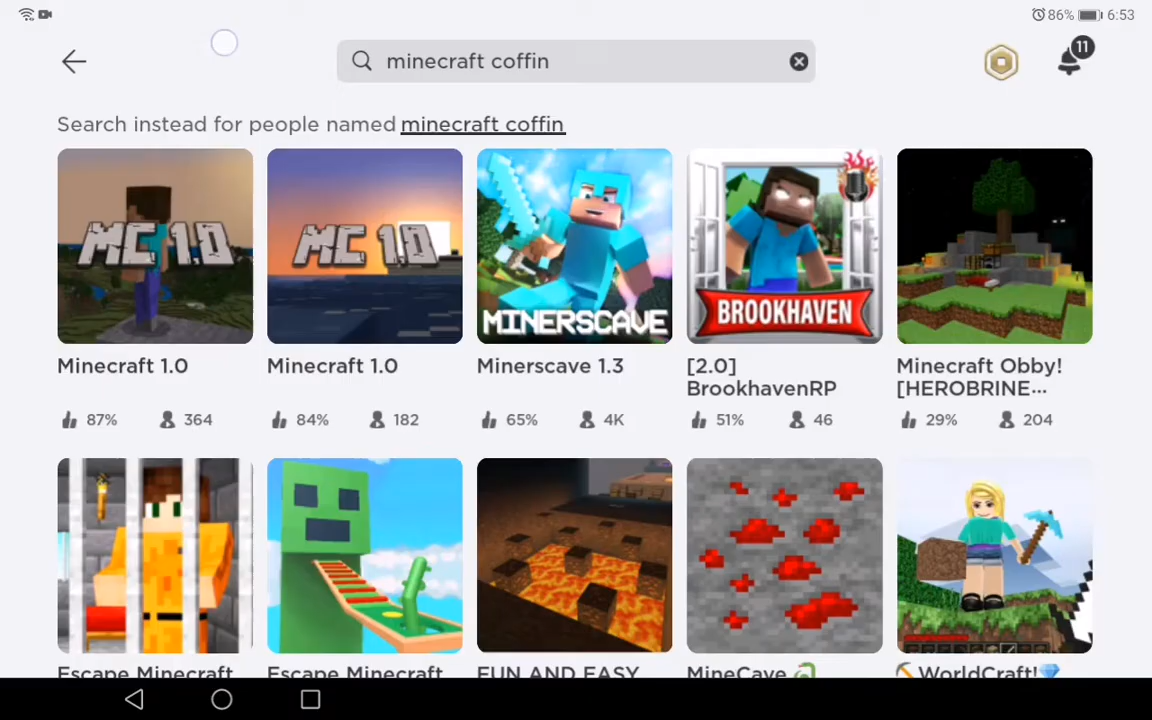 86% 6:53
minecraft coffin
11
Search instead for people named minecraft coffin
MC 1.0
MC 1.0
MINERSCAVE
BROOKHAVEN
Minecraft 1.0
Minecraft 1.0
Minerscave 1.3
[2.0] BrookhavenRP
Minecraft Obby! [HEROBRINE...
87% 364
84% 182
65% 4K
51% 46
29% 204
Escape Minecraft
Escape Minecraft
FUN AND EASY
MineCave
WorldCraft!